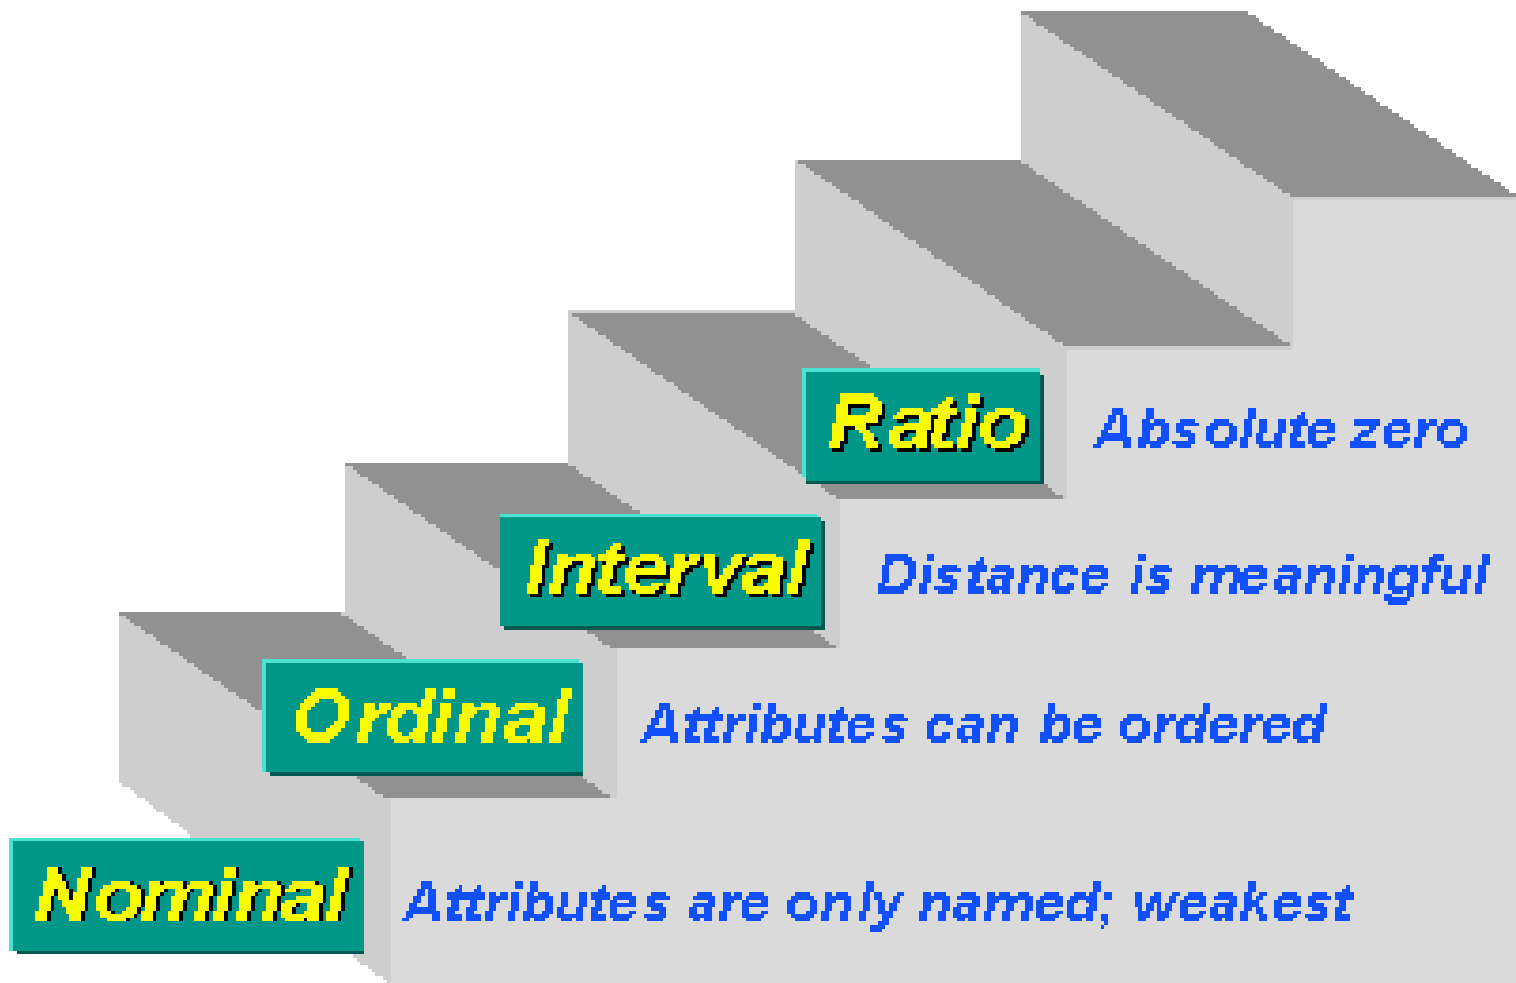 Ratio Absolute zero
Interval Distance is meaningful
Ordinal Attributes can be ordered
Nominal Attributes are only named; weakest